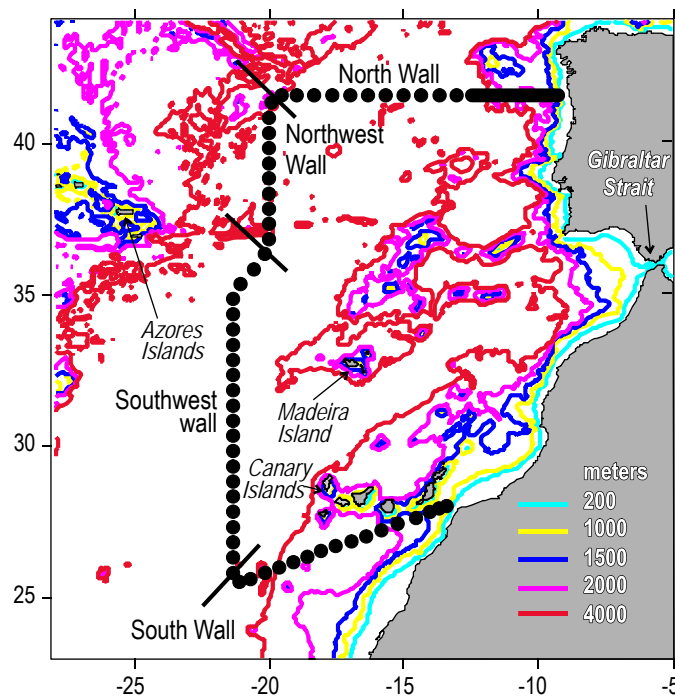 North Wall
40
Northwest
Wall
Gibraltar
Strait
35
Azores
Islands
Southwest
wall
Madeira
Island
30
Canary
Islands
meters
200
1000
1500
2000
4000
25
South Wall
-25
-20
-15
-10
-5